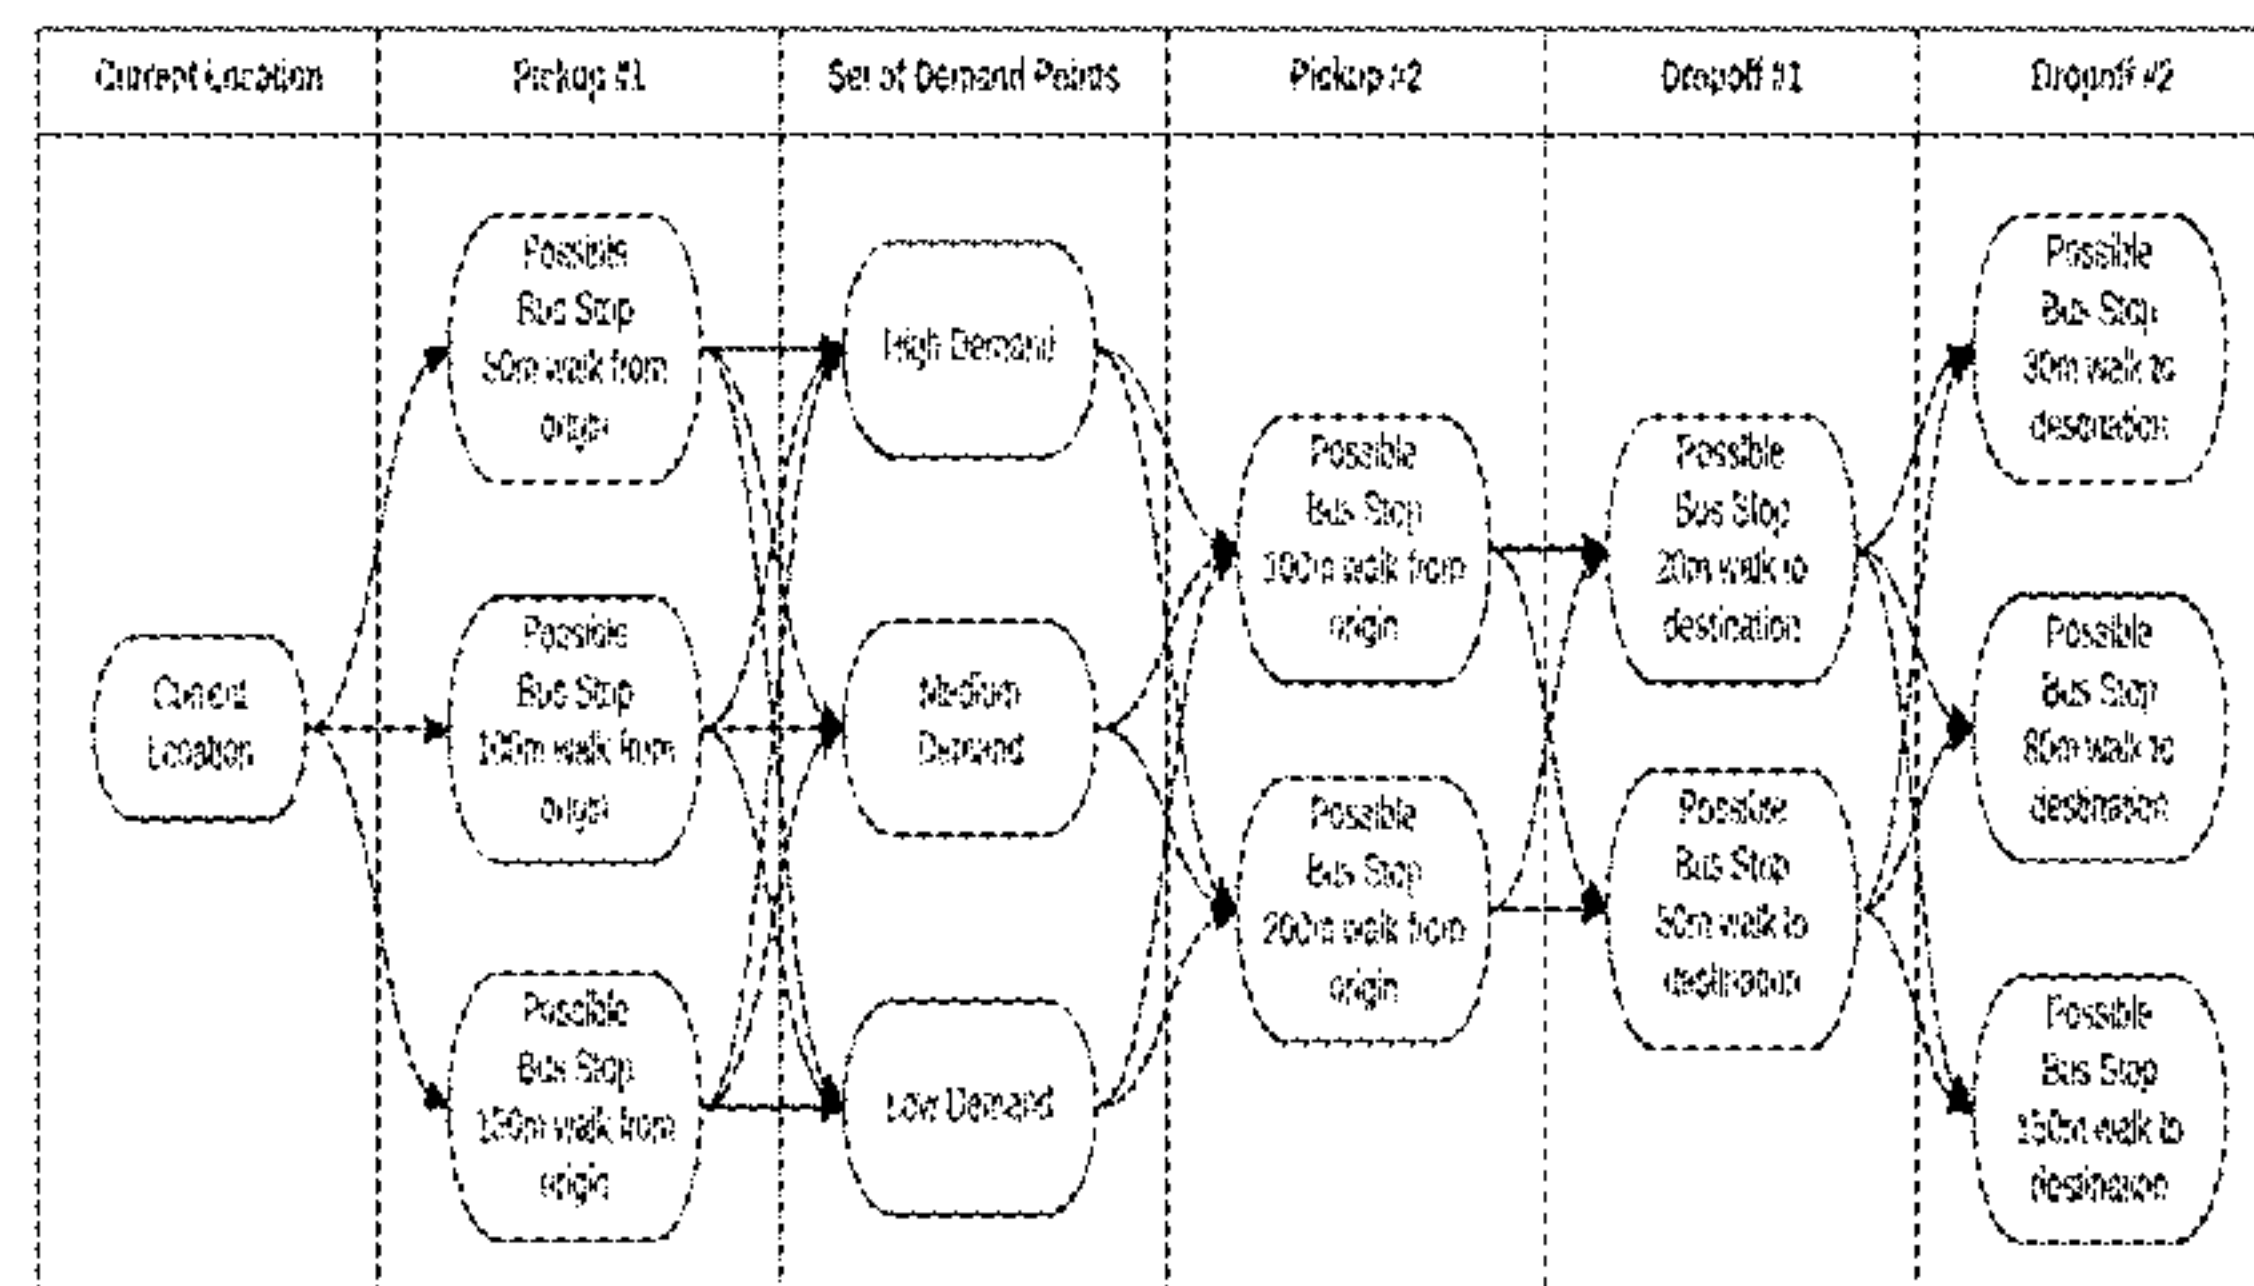 Current Location
Pickup #1
Set of Demand Points
Pickup #2
Dropoff #1
Dropoff #2
Current
Location
Possible
Bus Stop
50m walk from
origin
Possible
Bus Stop
100m walk from
origin
Possible
Bus Stop
150m walk from
origin
High Demand
Medium
Demand
Low Demand
Possible
Bus Stop
100m walk from
origin
Possible
Bus Stop
200m walk from
origin
Possible
Bus Stop
20m walk to
destination
Possible
Bus Stop
50m walk to
destination
Possible
Bus Stop
30m walk to
destination
Possible
Bus Stop
80m walk to
destination
Possible
Bus Stop
150m walk to
destination